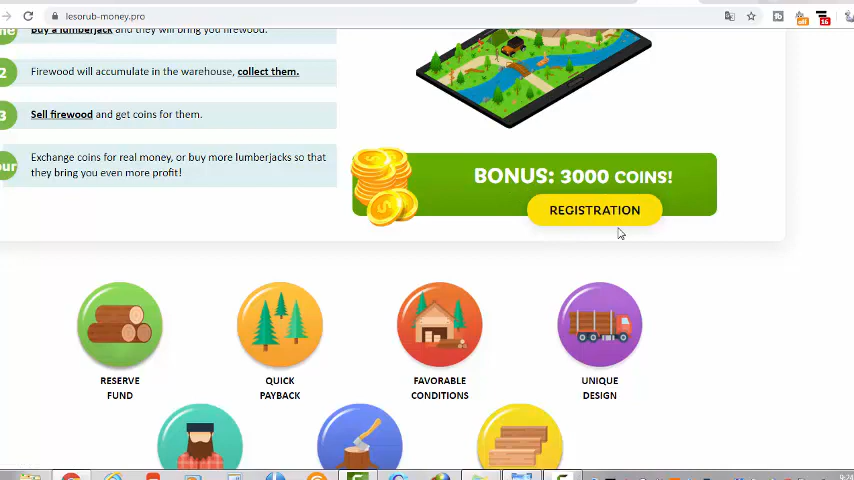 lesorub-money.pro
off
16
buy a lumberjack and they will bring you firewood.
2
Firewood will accumulate in the warehouse, collect them.
3
Sell firewood and get coins for them.
Exchange coins for real money, or buy more lumberjacks so that
they bring you even more profit!
BONUS: 3000 COINS!
REGISTRATION
RESERVE
FUND
QUICK
PAYBACK
FAVORABLE
CONDITIONS
UNIQUE
DESIGN